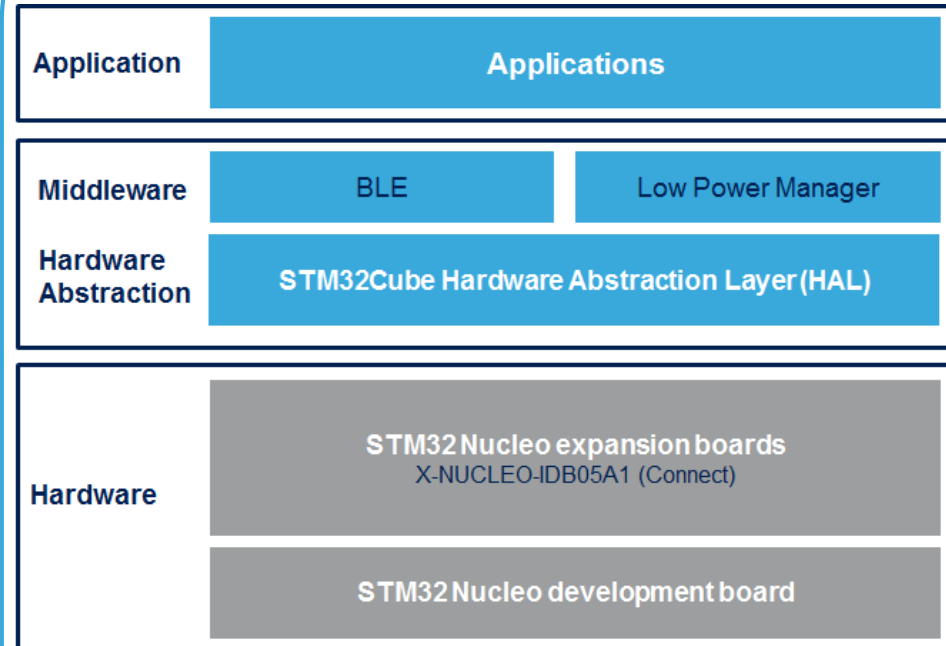 Application
Applications
Middleware
BLE
Low Power Manager
Hardware
Abstraction
STM32Cube Hardware Abstraction Layer (HAL)
Hardware
STM32 Nucleo expansion boards
X-NUCLEO-IDB05A1 (Connect)
STM32 Nucleo development board